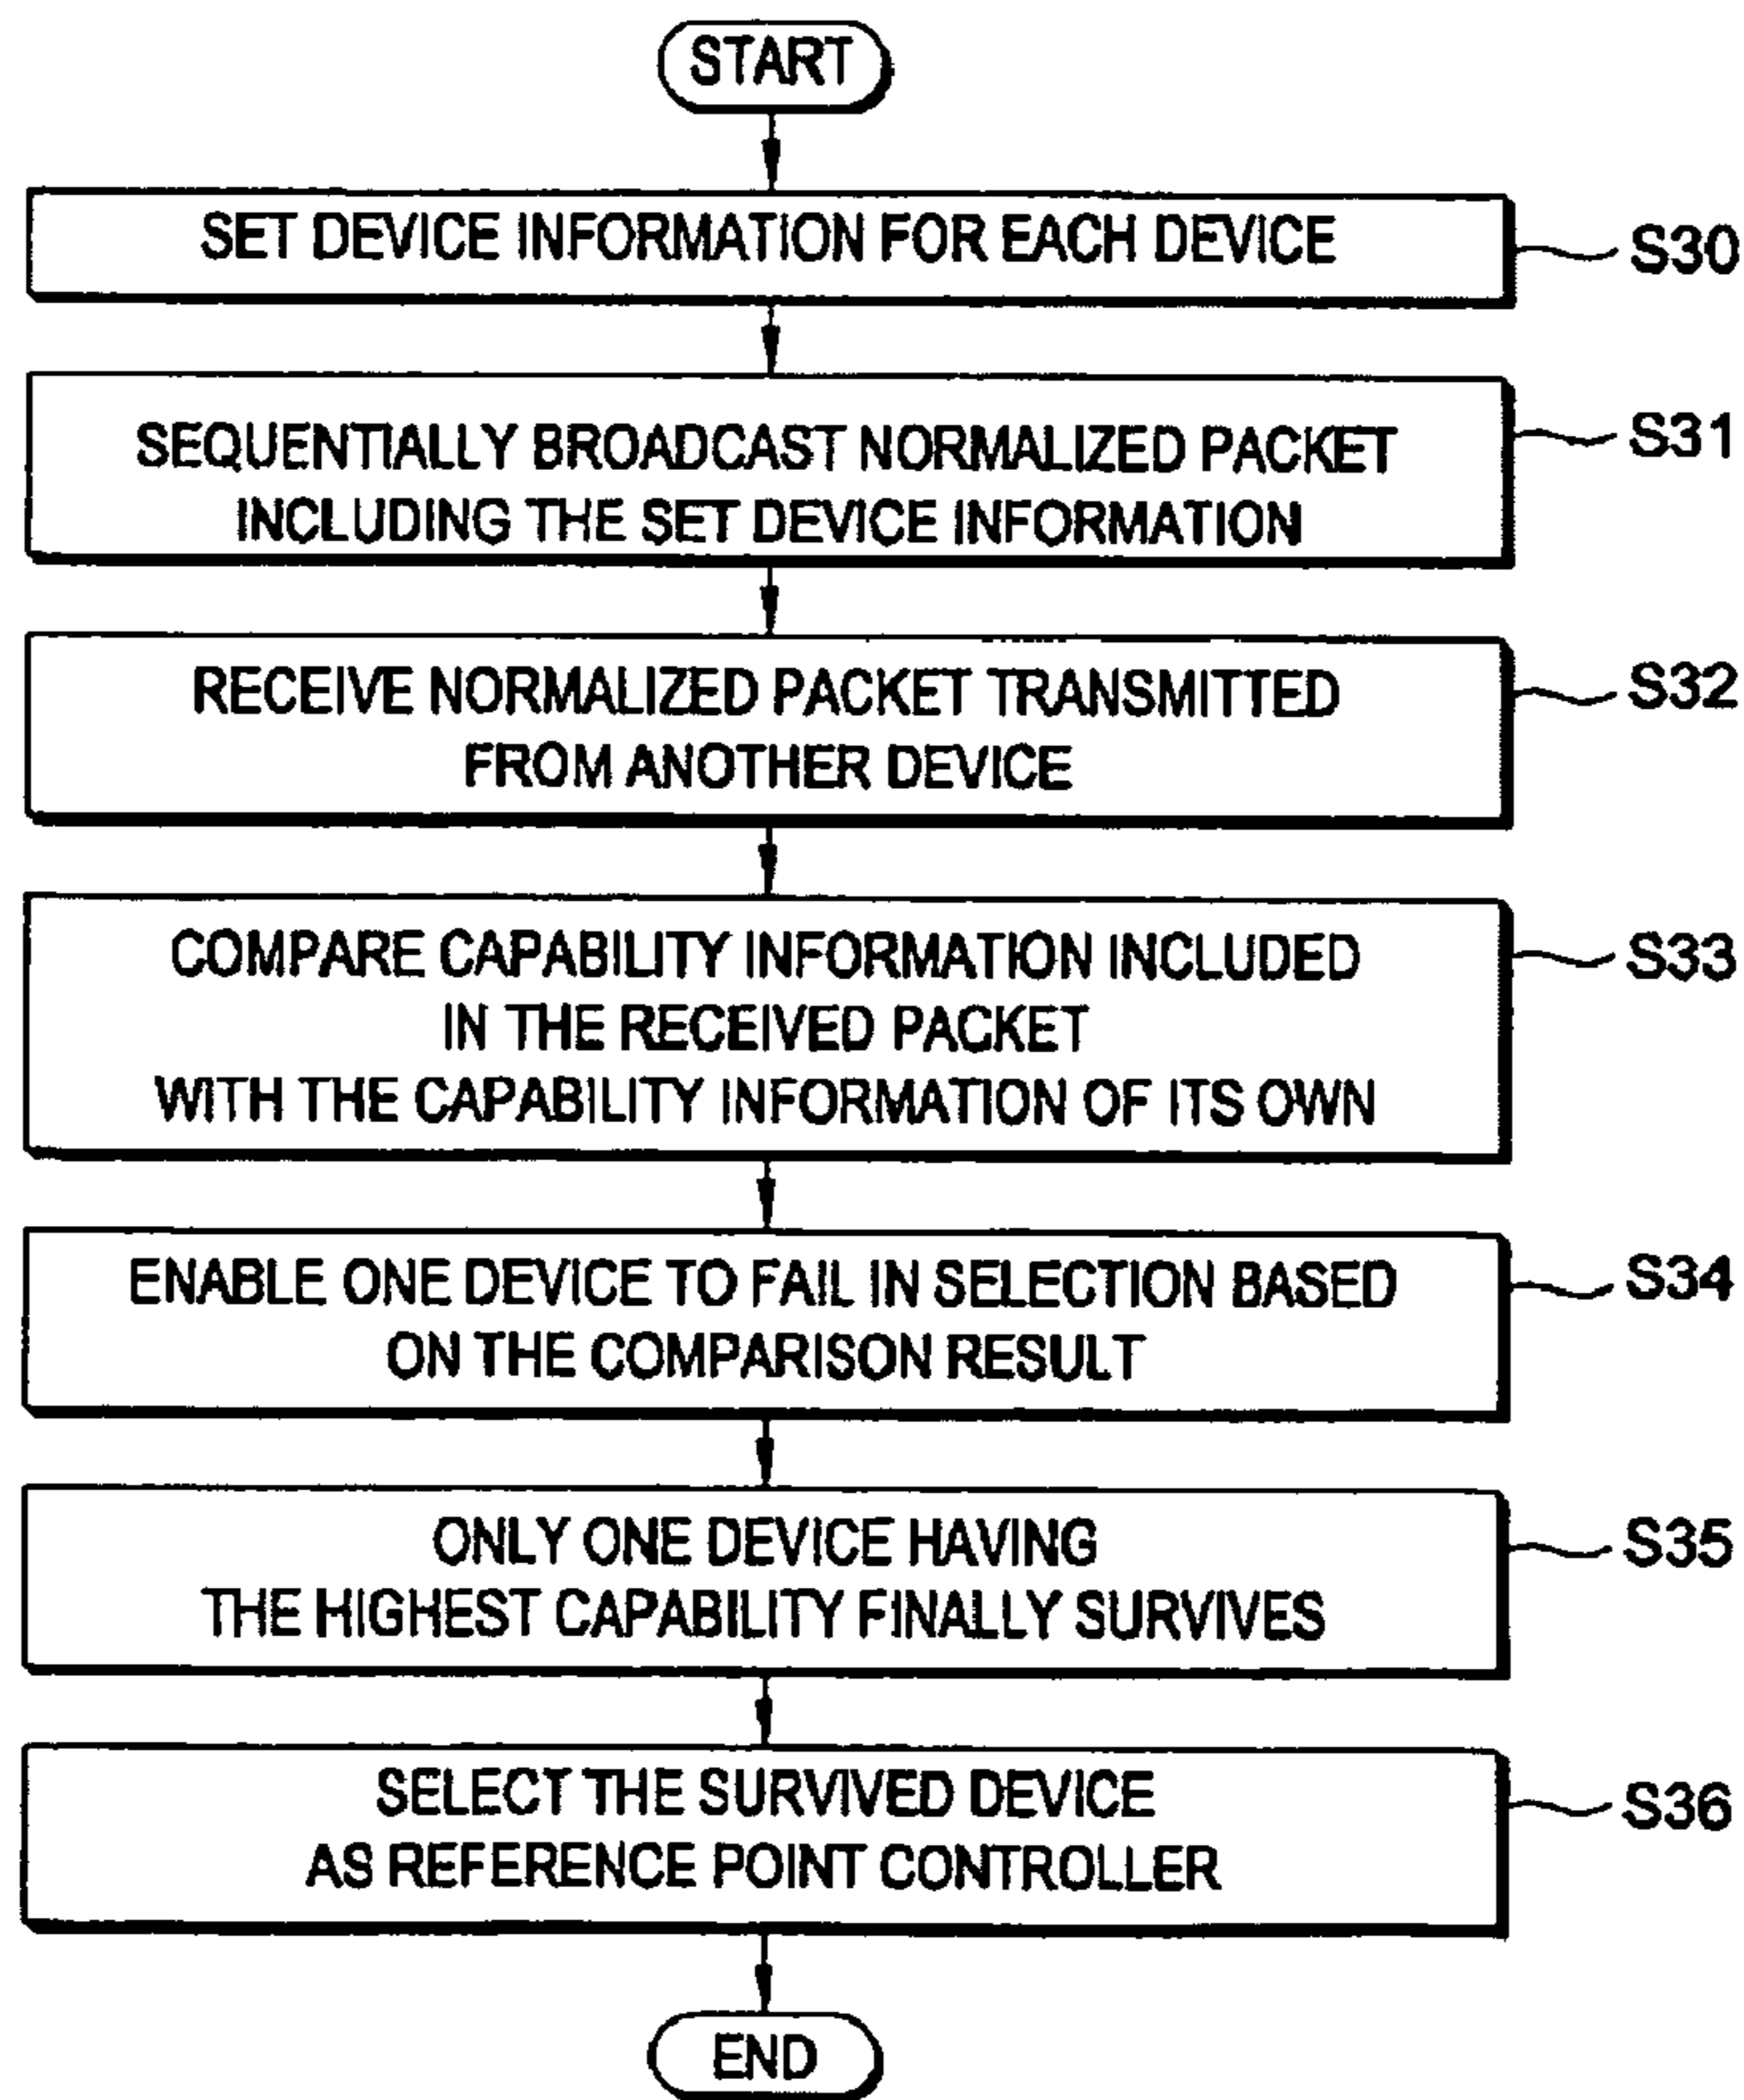 START
SET DEVICE INFORMATION FOR EACH DEVICE
S30
SEQUENTIALLY BROADCAST NORMALIZED PACKET
INCLUDING THE SET DEVICE INFORMATION
S31
RECEIVE NORMALIZED PACKET TRANSMITTED
FROM ANOTHER DEVICE
S32
COMPARE CAPABILITY INFORMATION INCLUDED
IN THE RECEIVED PACKET
WITH THE CAPABILITY INFORMATION OF ITS OWN
S33
ENABLE ONE DEVICE TO FAIL IN SELECTION BASED
ON THE COMPARISON RESULT
S34
ONLY ONE DEVICE HAVING
THE HIGHEST CAPABILITY FINALLY SURVIVES
S35
SELECT THE SURVIVED DEVICE
AS REFERENCE POINT CONTROLLER
S36
END